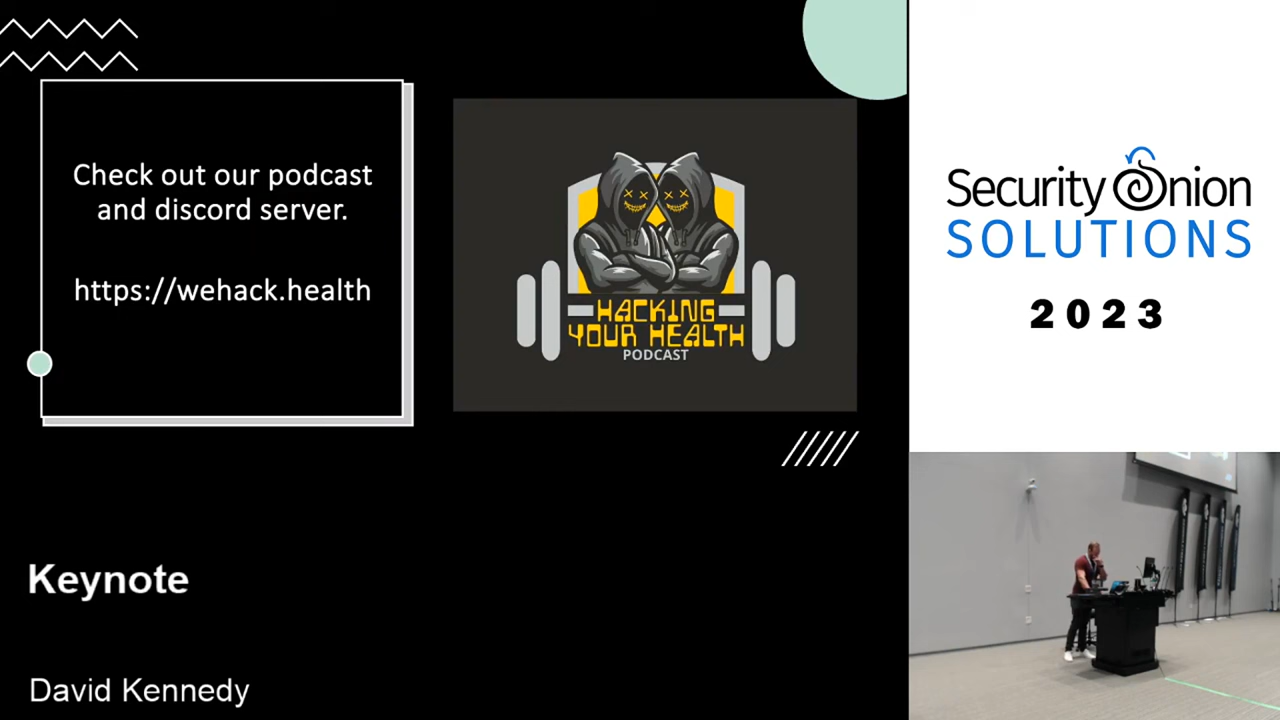 Check out our podcast
and discord server.
https://wehack.health
HACKING
YOUR HEALTH
PODCAST
Keynote
David Kennedy
Security Onion
SOLUTIONS
2023